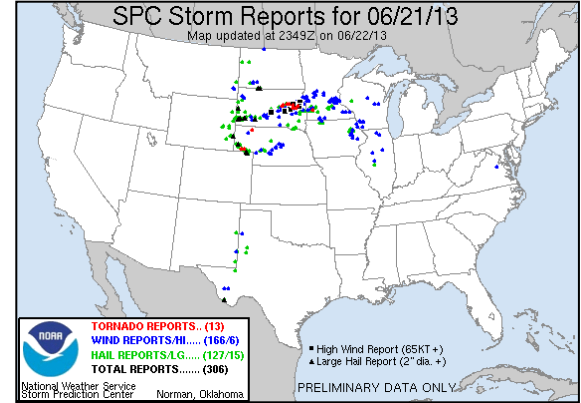 SPC Storm Reports for 06/21/13
Map updated at 2349Z on 06/22/13
NOAA
TORNADO REPORTS.. (13)
WIND REPORTS/HI..... (166/6)
HAIL REPORTS/LG..... (127/15)
TOTAL REPORTS....... (306)
National Weather Service
Storm Prediction Center Norman, Oklahoma
High Wind Report (65KT +)
Large Hail Report (2" dia. +)
PRELIMINARY DATA ONLY